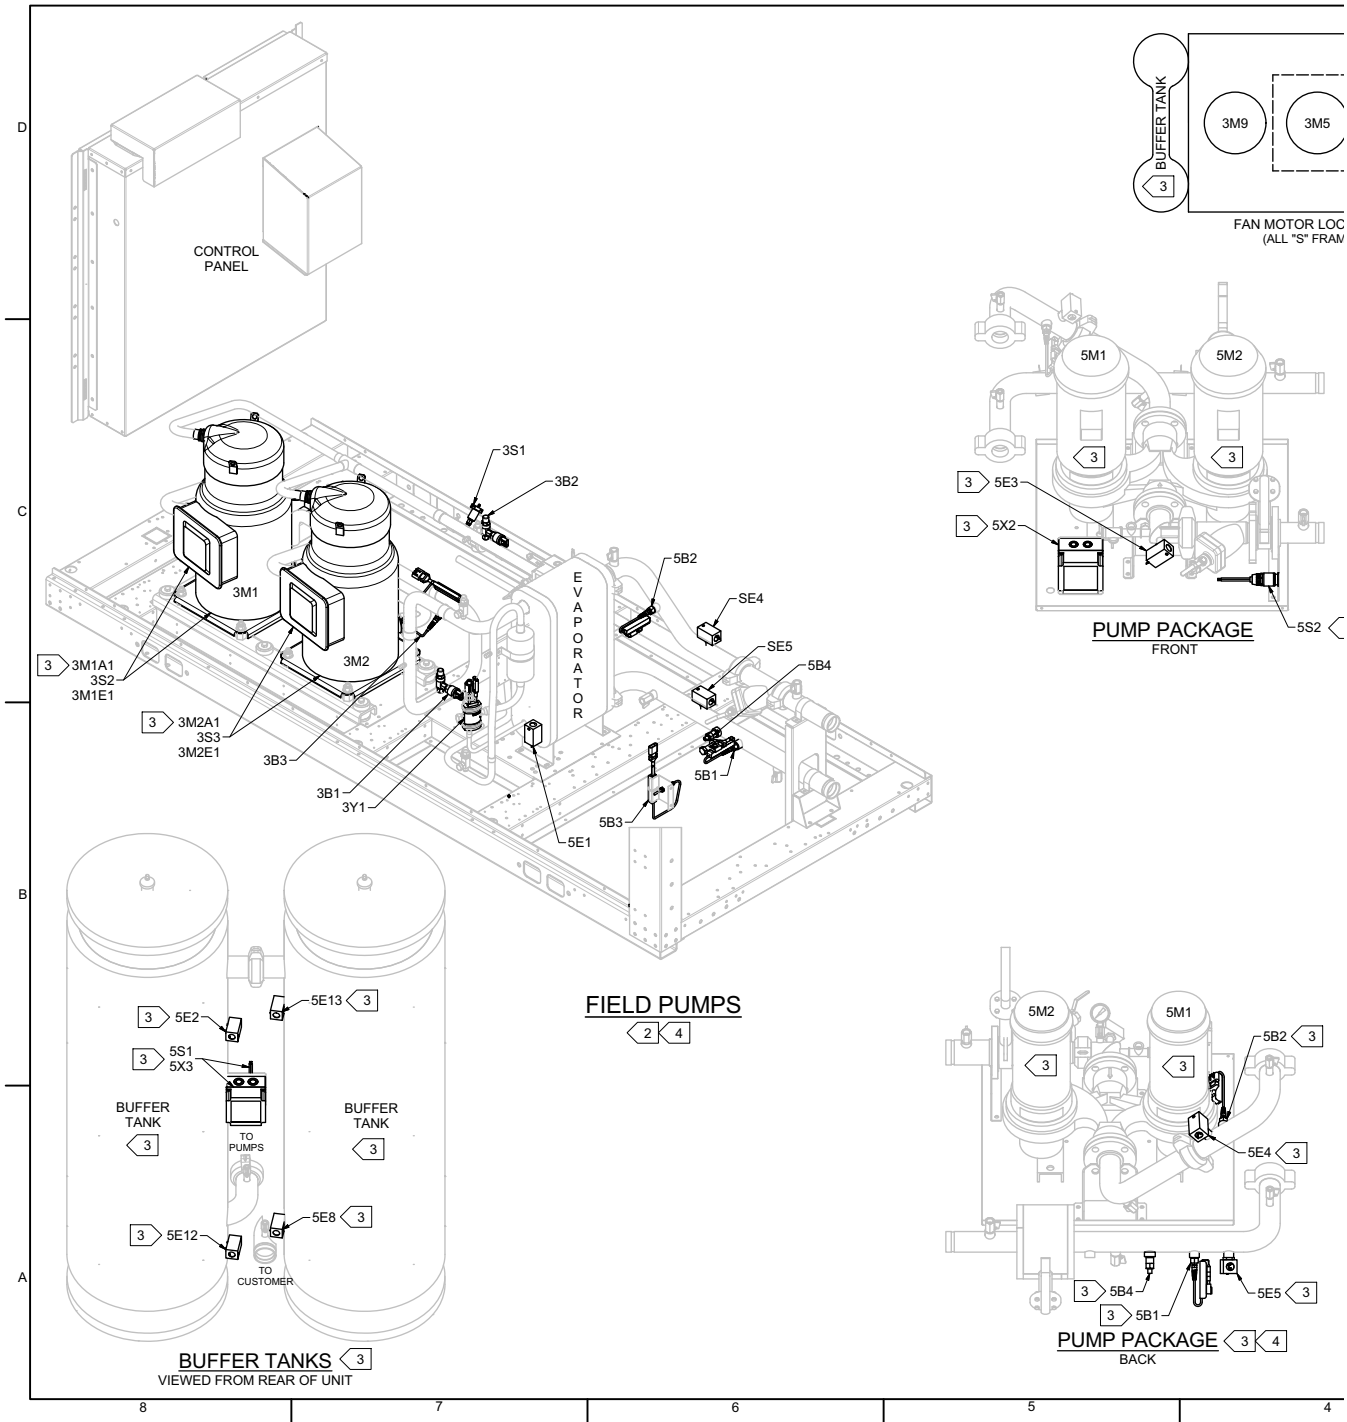 D
C
B
A
8
7
6
5
4
CONTROL
PANEL
BUFFER TANK
3
3M9
3M5
FAN MOTOR LOC
(ALL "S" FRAM
5M1
5M2
3
3
3 5E3
3 5X2
5S2
PUMP PACKAGE
FRONT
3S1
3B2
3M1
3M2
EVAPORATOR
5B2
SE4
SE5
5B4
5B1
5B3
5E1
3 3M1A1
3S2
3M1E1
3 3M2A1
3S3
3M2E1
3B3
3B1
3Y1
FIELD PUMPS
2 4
5E13 3
3 5E2
3 5S1
5X3
BUFFER
TANK
3
BUFFER
TANK
3
TO
PUMPS
5E8 3
3 5E12
TO
CUSTOMER
BUFFER TANKS 3
VIEWED FROM REAR OF UNIT
5M2
5M1
3
3
5B2 3
5E4 3
3 5B4
3 5B1
5E5 3
PUMP PACKAGE 3 4
BACK